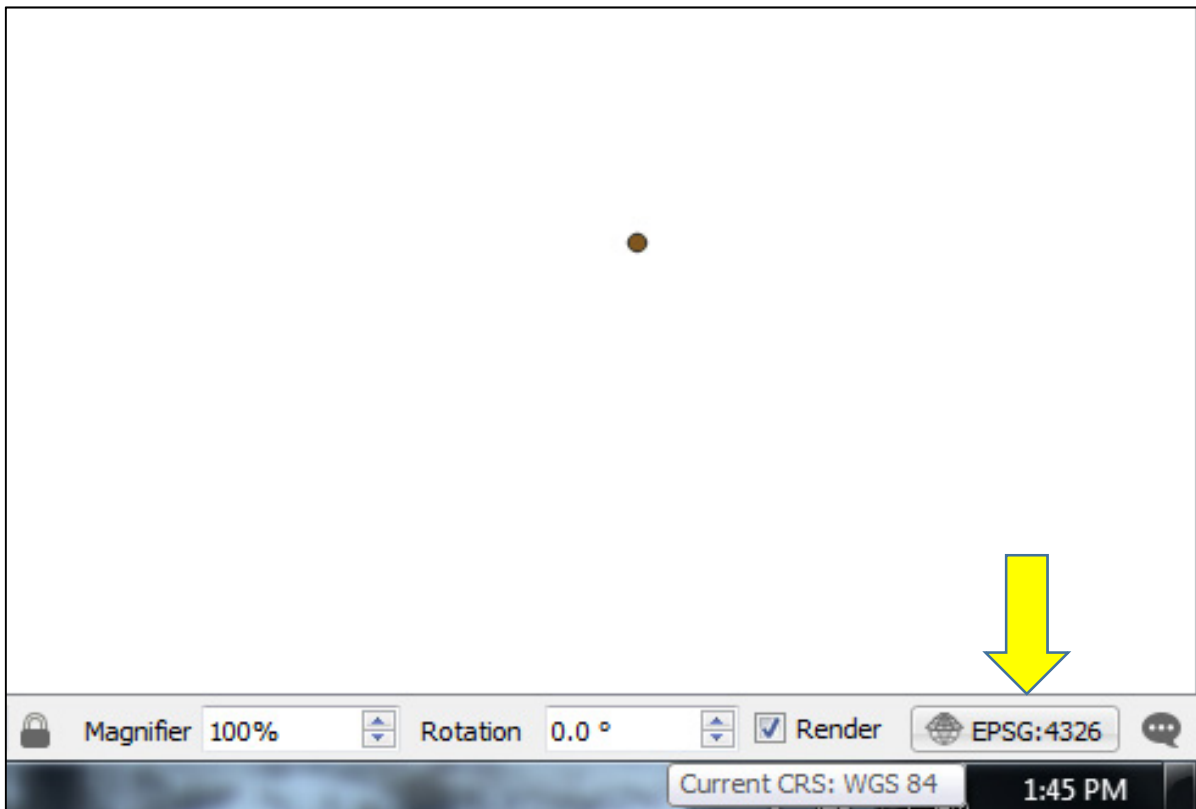 Magnifier 100% Rotation 0.0 ° Render EPSG:4326
Current CRS: WGS 84 1:45 PM